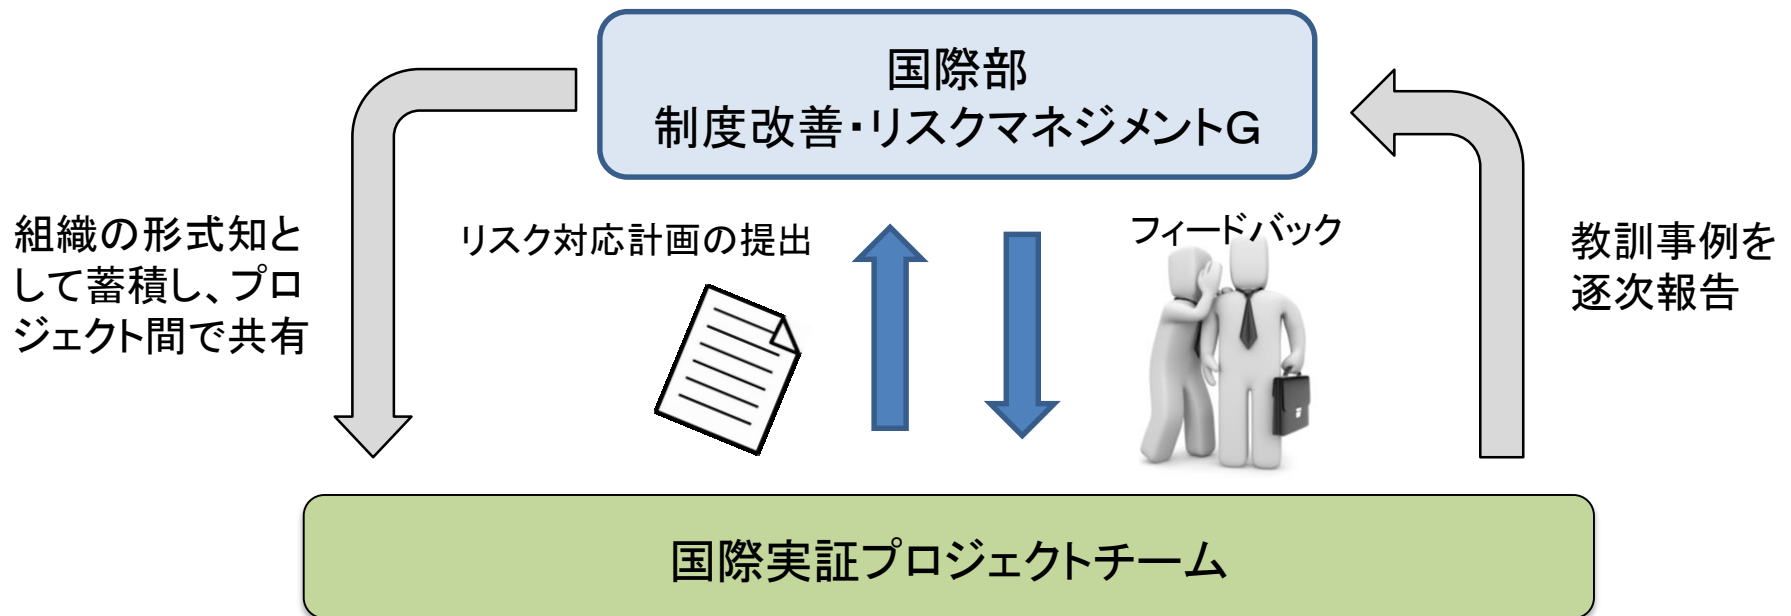 国際部
制度改善・リスクマネジメントG
組織の形式知と
して蓄積し、プロ
ジェクト間で共有
リスク対応計画の提出
フィードバック
教訓事例を
逐次報告
国際実証プロジェクトチーム